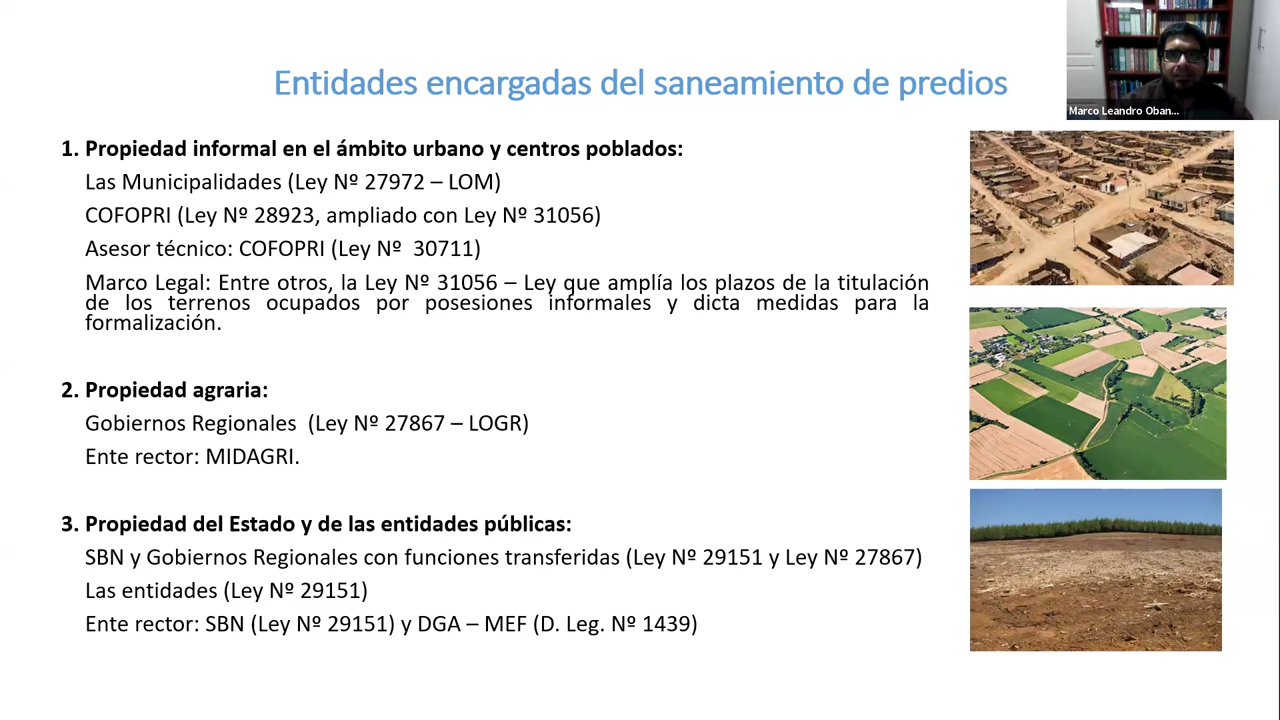 Entidades encargadas del saneamiento de predios
Marco Leandro Oban...
1. Propiedad informal en el ámbito urbano y centros poblados:
Las Municipalidades (Ley Nº 27972 – LOM)
COFOPRI (Ley Nº 28923, ampliado con Ley Nº 31056)
Asesor técnico: COFOPRI (Ley Nº 30711)
Marco Legal: Entre otros, la Ley Nº 31056 – Ley que amplía los plazos de la titulación
de los terrenos ocupados por posesiones informales y dicta medidas para la
formalización.
2. Propiedad agraria:
Gobiernos Regionales (Ley Nº 27867 – LOGR)
Ente rector: MIDAGRI.
3. Propiedad del Estado y de las entidades públicas:
SBN y Gobiernos Regionales con funciones transferidas (Ley Nº 29151 y Ley Nº 27867)
Las entidades (Ley Nº 29151)
Ente rector: SBN (Ley Nº 29151) y DGA – MEF (D. Leg. Nº 1439)